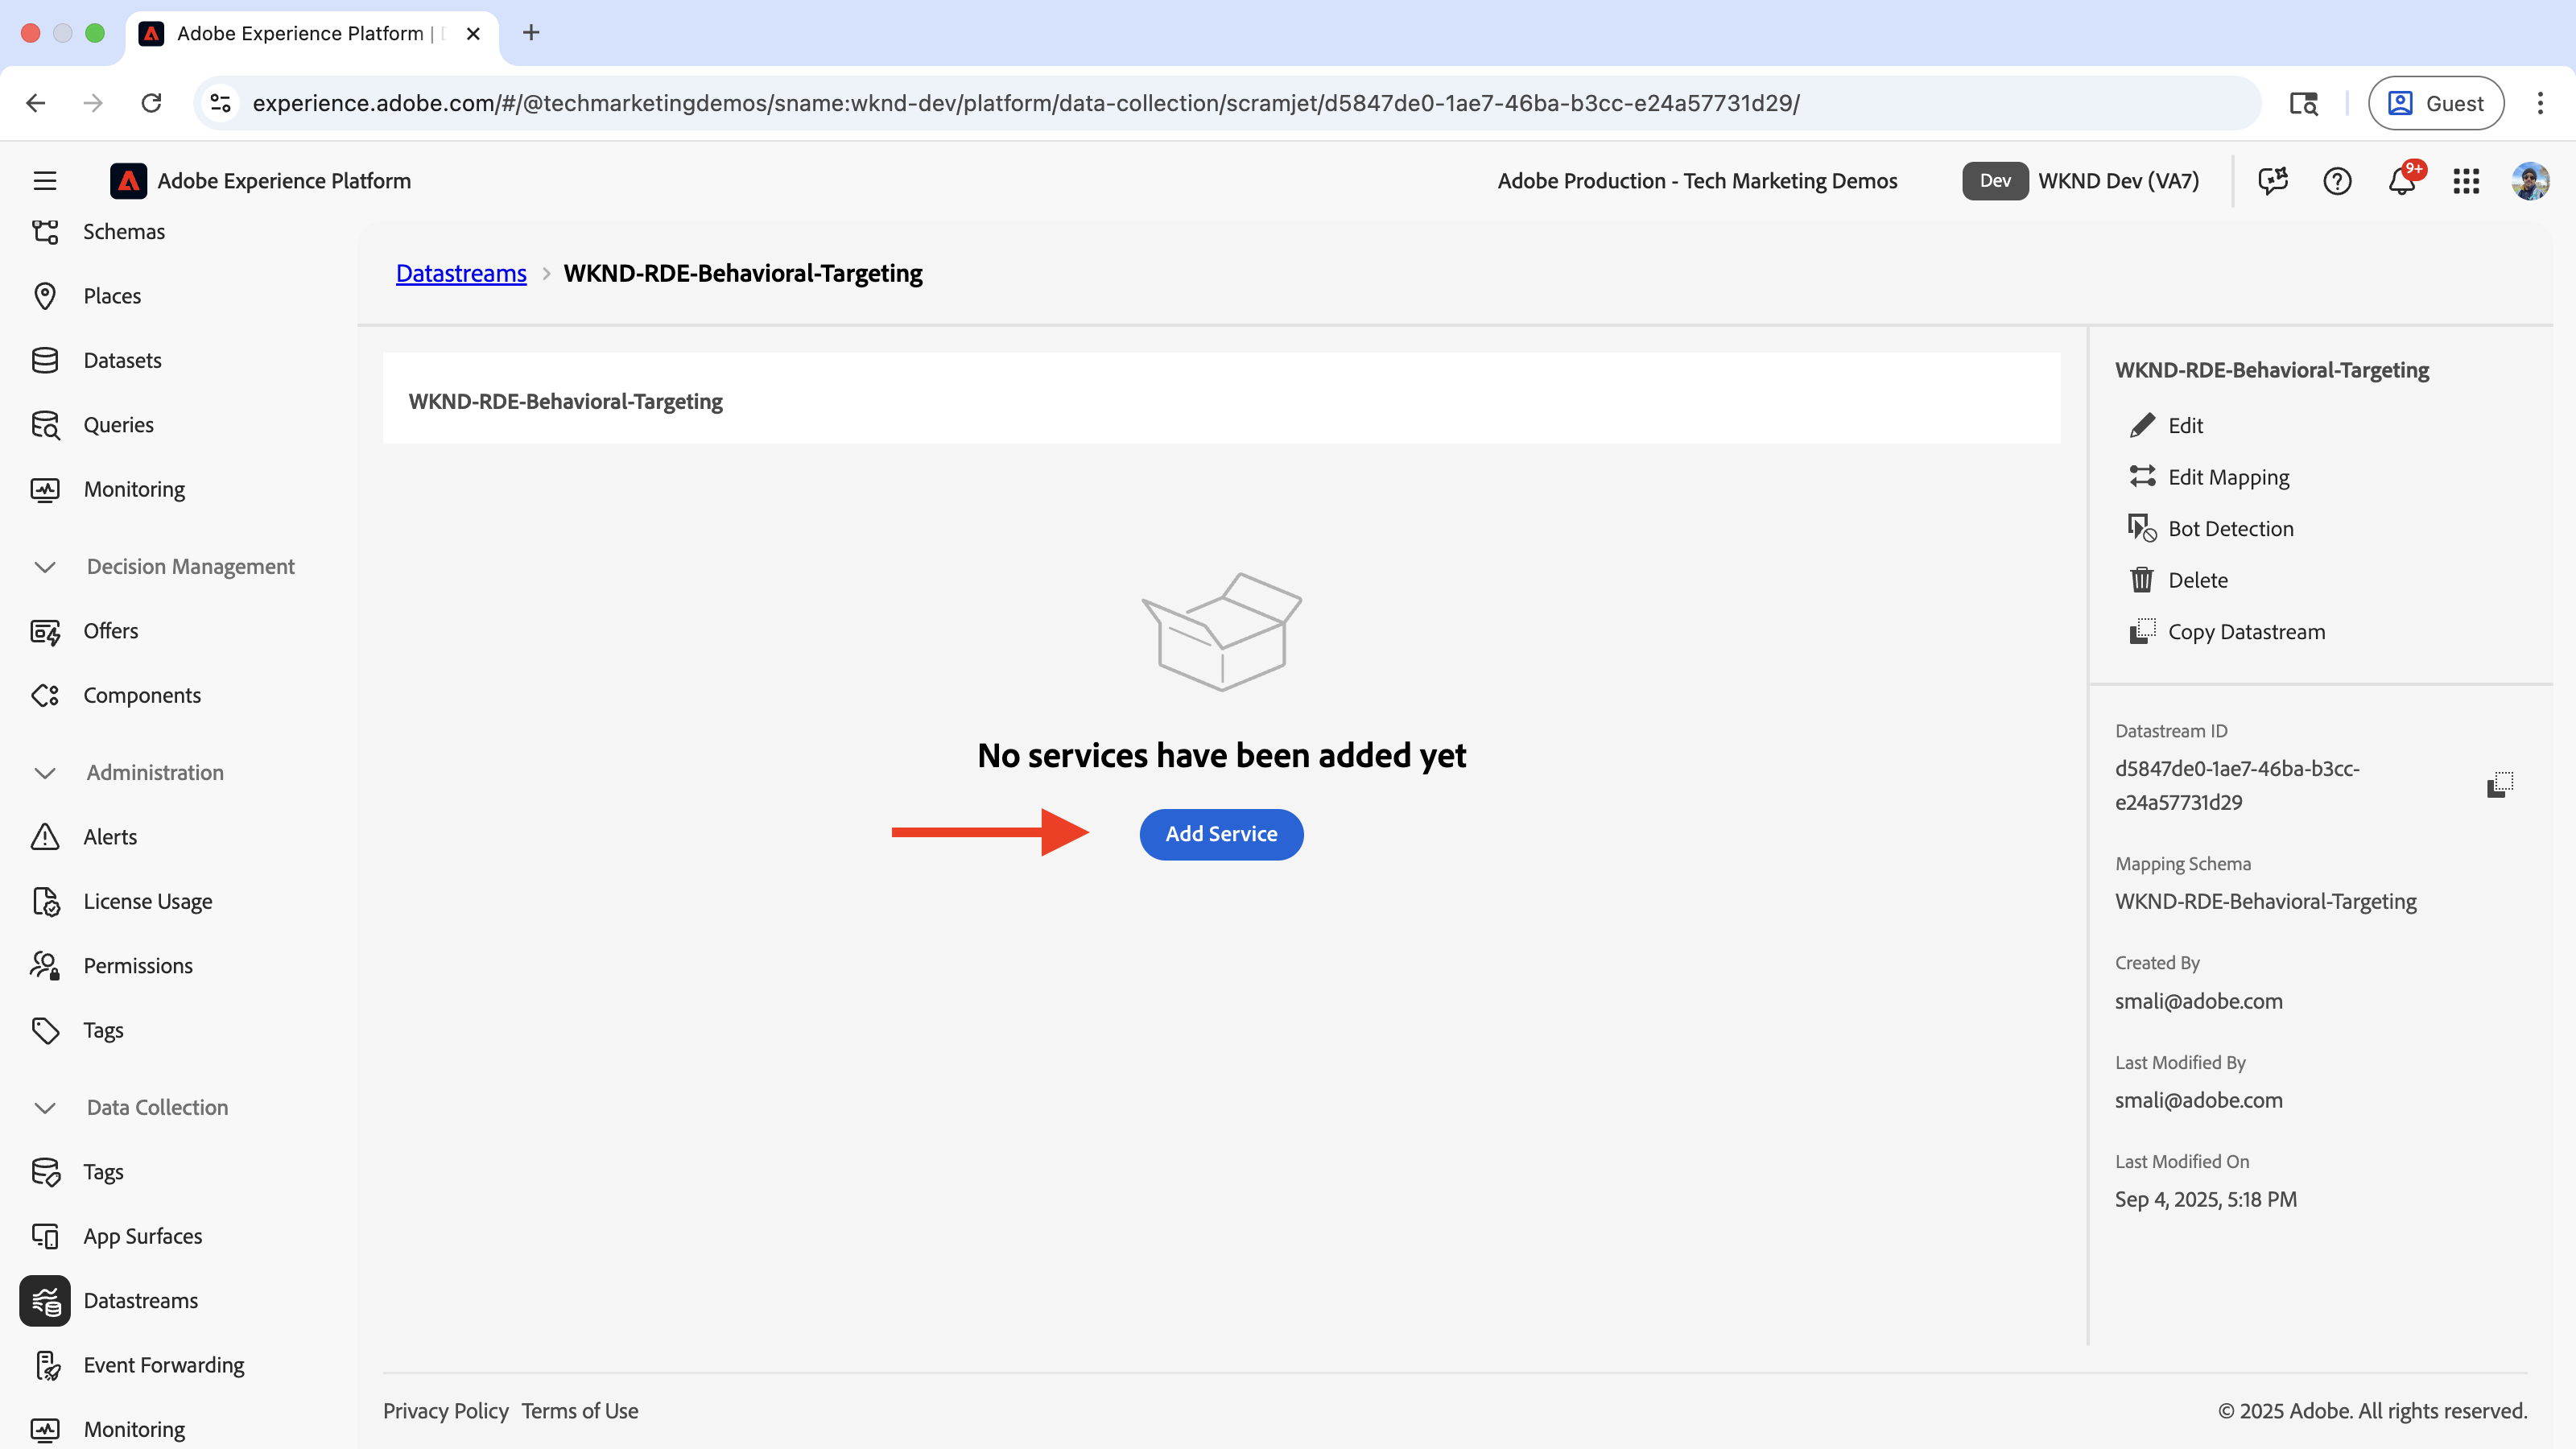 Adobe Experience Platform |
experience.adobe.com/#/@techmarketingdemos/sname:wknd-dev/platform/data-collection/scramjet/d5847de0-1ae7-46ba-b3cc-e24a57731d29/
Guest
Adobe Experience Platform
Adobe Production - Tech Marketing Demos
Dev
WKND Dev (VA7)
9+
Schemas
Places
Datasets
Queries
Monitoring
Decision Management
Offers
Components
Administration
Alerts
License Usage
Permissions
Tags
Data Collection
Tags
App Surfaces
Datastreams
Event Forwarding
Monitoring
Datastreams > WKND-RDE-Behavioral-Targeting
WKND-RDE-Behavioral-Targeting
No services have been added yet
Add Service
WKND-RDE-Behavioral-Targeting
Edit
Edit Mapping
Bot Detection
Delete
Copy Datastream
Datastream ID
d5847de0-1ae7-46ba-b3cc-
e24a57731d29
Mapping Schema
WKND-RDE-Behavioral-Targeting
Created By
smali@adobe.com
Last Modified By
smali@adobe.com
Last Modified On
Sep 4, 2025, 5:18 PM
Privacy Policy Terms of Use
© 2025 Adobe. All rights reserved.